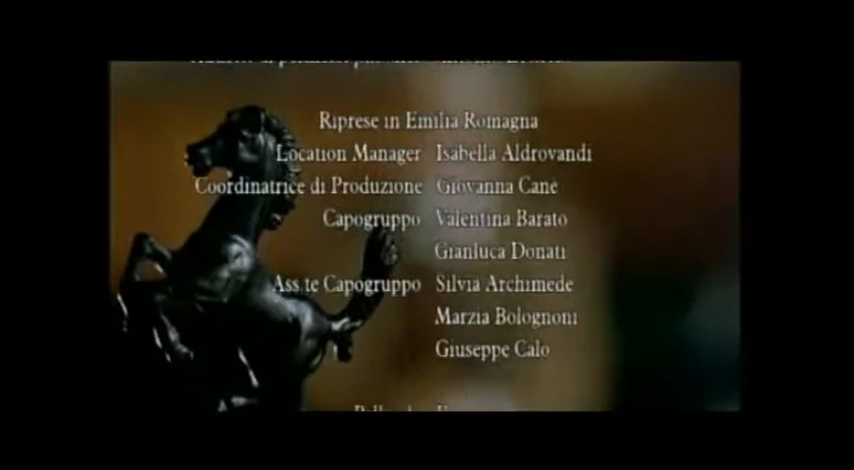 Riprese in Emilia Romagna
Location Manager Isabella Aldrovandi
Coordinatrice di Produzione Giovanna Cané
Capogruppo Valentina Barato
Gianluca Donati
Ass.te Capogruppo Silvia Archimede
Marzia Bolognoni
Giuseppe Calo